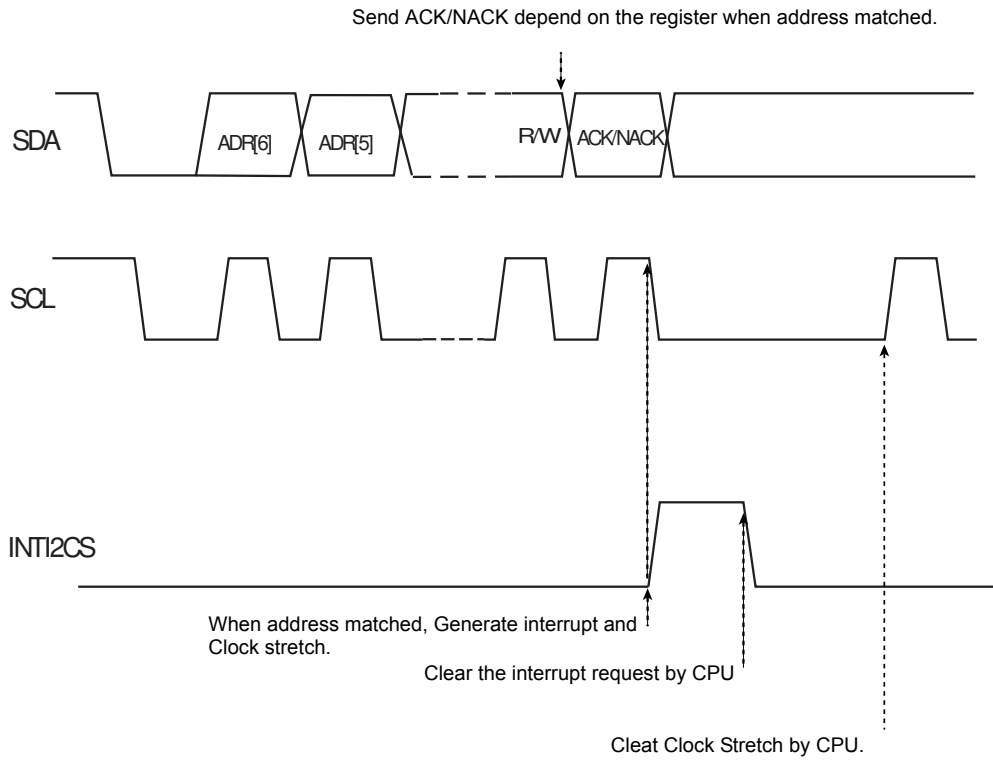 Send ACK/NACK depend on the register when address matched.
SDA
ADR[6]
ADR[5]
R/W
ACK/NACK
SCL
INTI2CS
When address matched, Generate interrupt and
Clock stretch.
Clear the interrupt request by CPU
Cleat Clock Stretch by CPU.